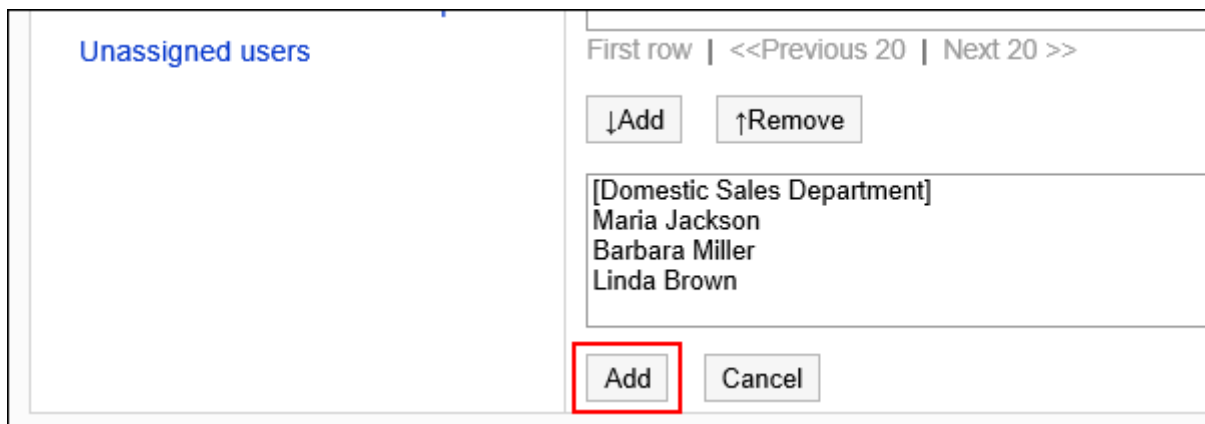 Unassigned users
First row | <<Previous 20 | Next 20 >>
↓Add ↑Remove
[Domestic Sales Department]
Maria Jackson
Barbara Miller
Linda Brown
Add Cancel